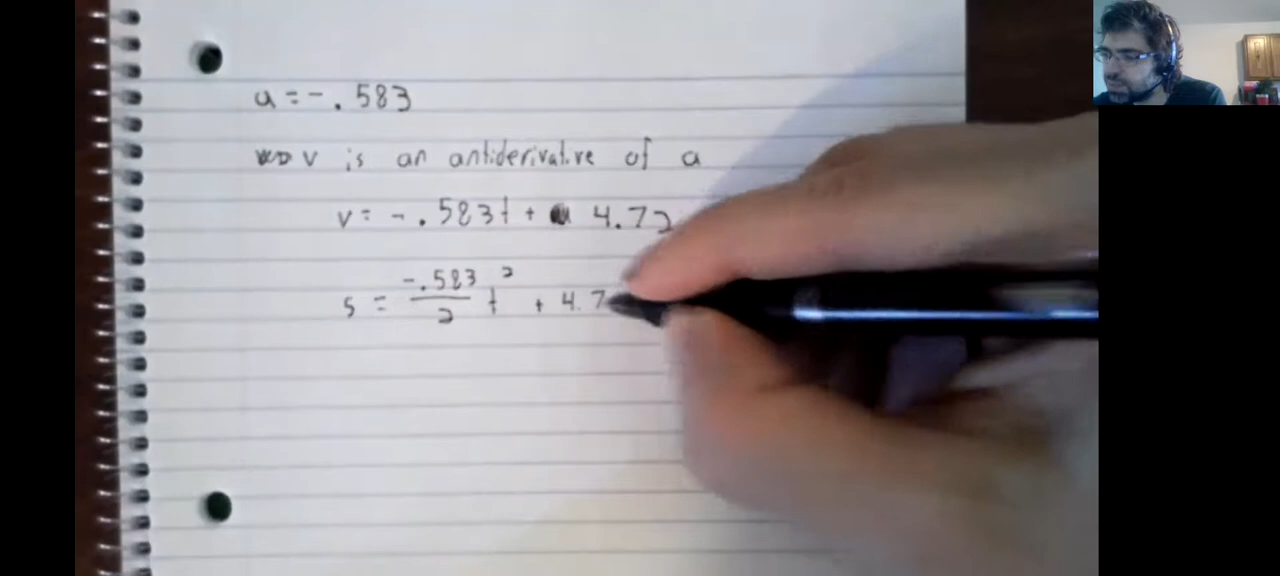 a = -.583
v is an antiderivative of a
v = -.583t + 4.72
s = -.583/2 t² + 4.7